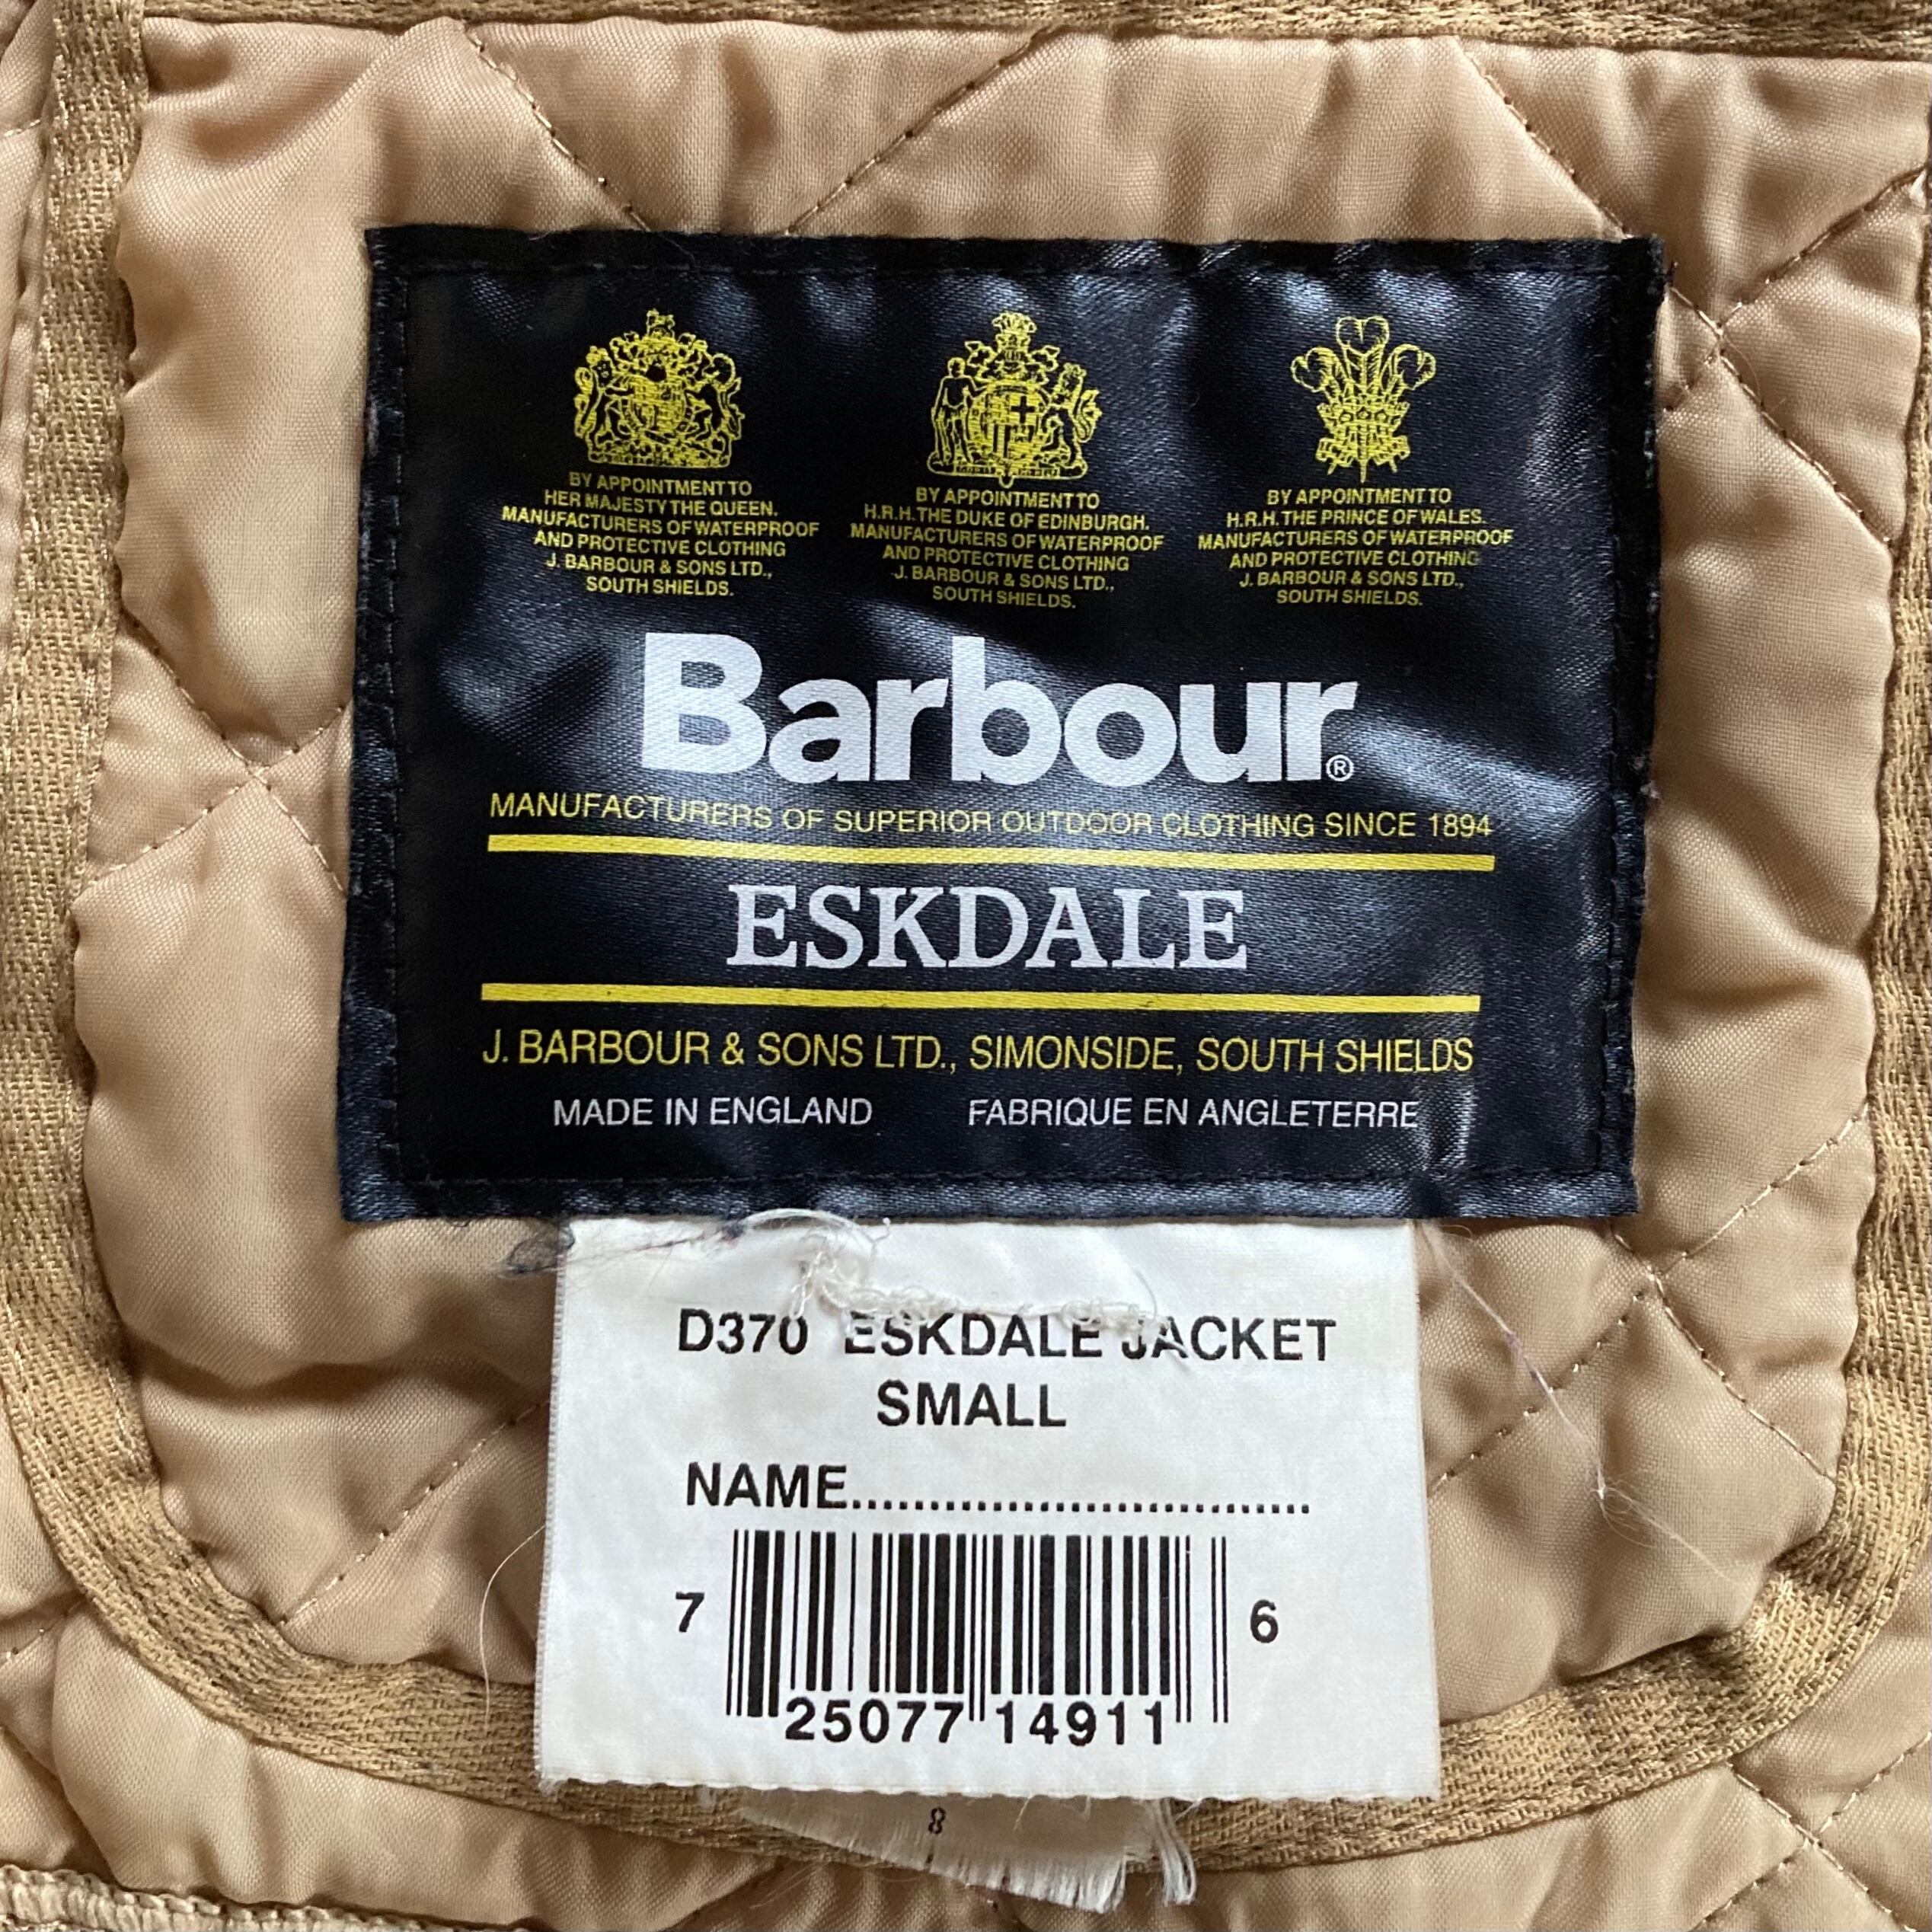 BY APPOINTMENT TO
HER MAJESTY THE QUEEN.
MANUFACTURERS OF WATERPROOF
AND PROTECTIVE CLOTHING
J. BARBOUR & SONS LTD.,
SOUTH SHIELDS.
BY APPOINTMENT TO
H.R.H. THE DUKE OF EDINBURGH.
MANUFACTURERS OF WATERPROOF
AND PROTECTIVE CLOTHING
J. BARBOUR & SONS LTD.,
SOUTH SHIELDS.
BY APPOINTMENT TO
H.R.H. THE PRINCE OF WALES.
MANUFACTURERS OF WATERPROOF
AND PROTECTIVE CLOTHING
J. BARBOUR & SONS LTD.,
SOUTH SHIELDS.
Barbour®
MANUFACTURERS OF SUPERIOR OUTDOOR CLOTHING SINCE 1894
ESKDALE
J. BARBOUR & SONS LTD., SIMONSIDE, SOUTH SHIELDS
MADE IN ENGLAND FABRIQUE EN ANGLETERRE
D370 ESKDALE JACKET
SMALL
NAME..............................
7 25077 14911 6
8